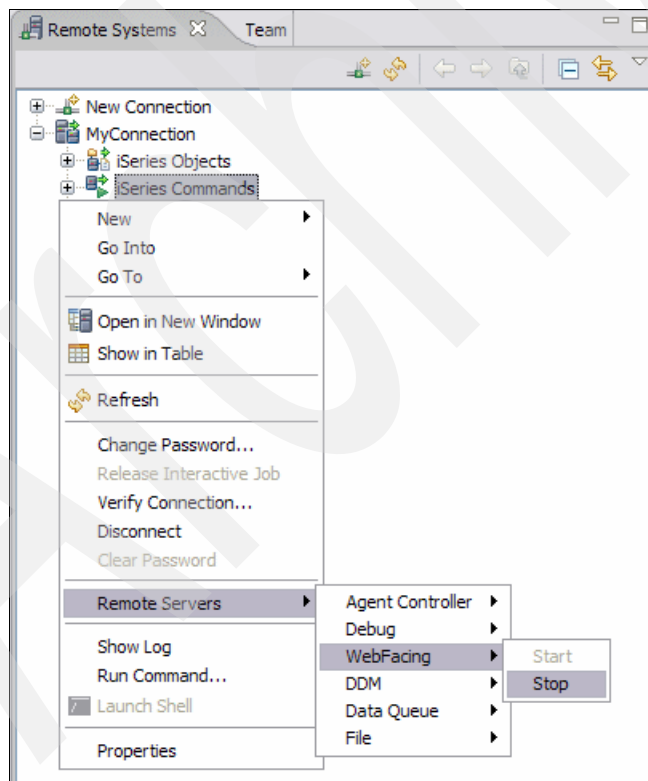 Remote Systems Team
New Connection
MyConnection
iSeries Objects
iSeries Commands
New
Go Into
Go To
Open in New Window
Show in Table
Refresh
Change Password...
Release Interactive Job
Verify Connection...
Disconnect
Clear Password
Remote Servers
Show Log
Run Command...
Launch Shell
Properties
Agent Controller
Debug
WebFacing
DDM
Data Queue
File
Start
Stop